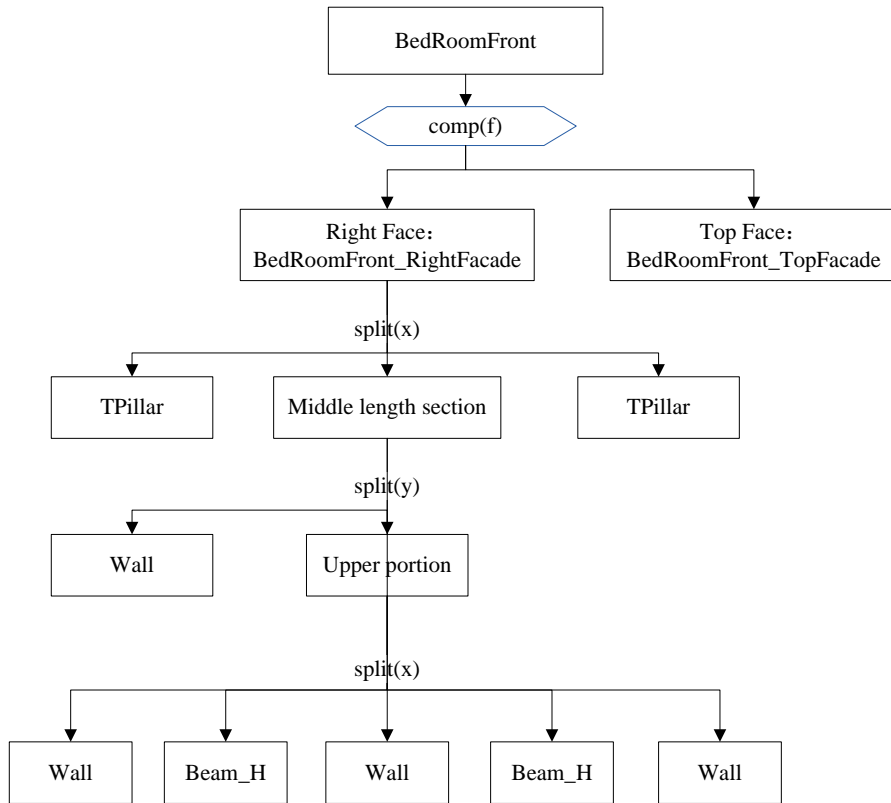 BedRoomFront
comp(f)
Right Face：
BedRoomFront_RightFacade
Top Face：
BedRoomFront_TopFacade
split(x)
TPillar
Middle length section
TPillar
split(y)
Wall
Upper portion
split(x)
Wall
Beam_H
Wall
Beam_H
Wall